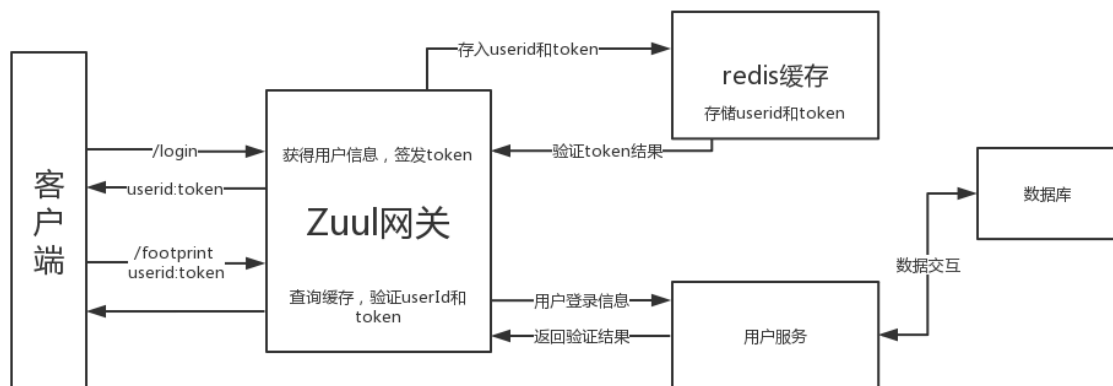 存入userid和token
redis缓存
存储userid和token
/login
获得用户信息，签发token
验证token结果
客
户
端
userid:token
Zuul网关
数据库
/footprint
userid:token
数据交互
查询缓存，验证userId和
token
用户登录信息
返回验证结果
用户服务